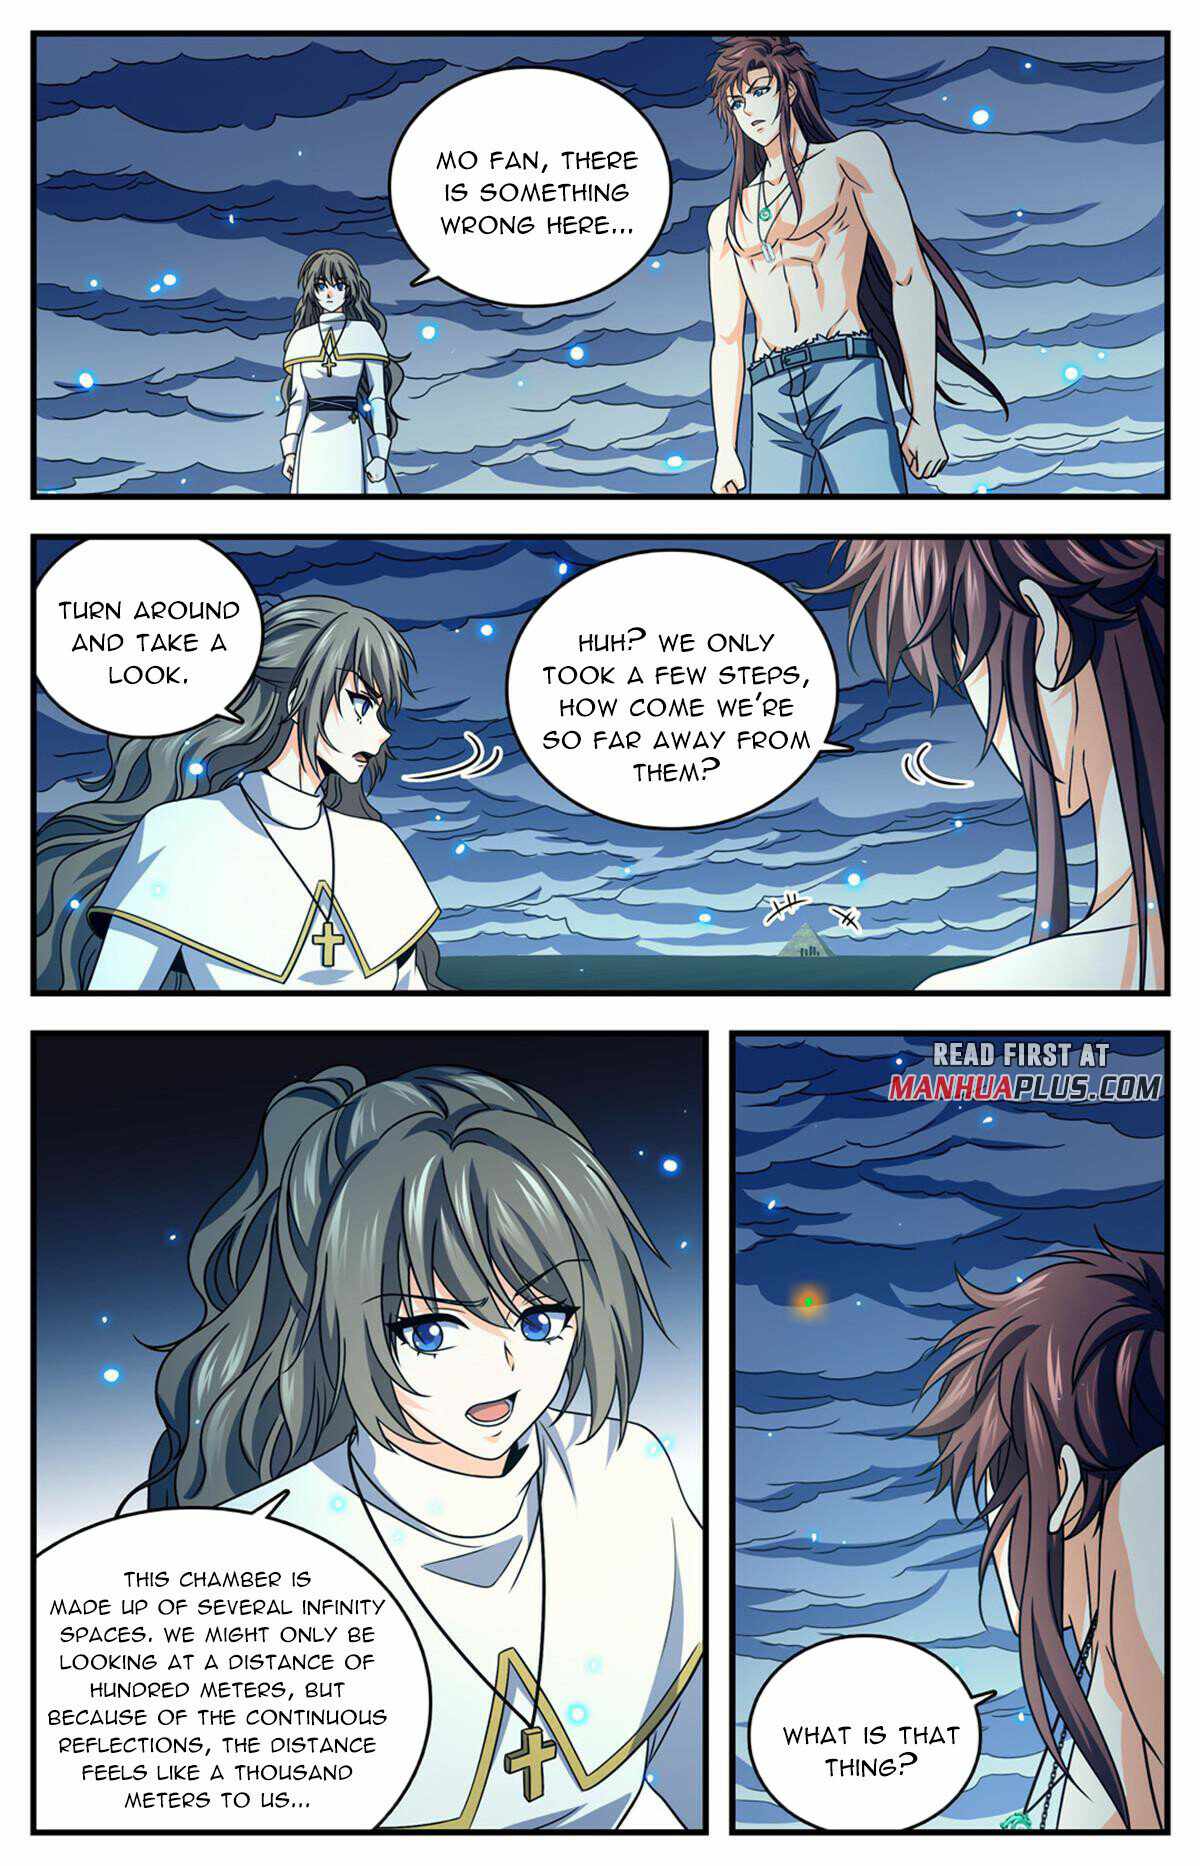 MO FAN, THERE
IS SOMETHING
WRONG HERE...
TURN AROUND
AND TAKE A
LOOK.
HUH? WE ONLY
TOOK A FEW STEPS,
HOW COME WE'RE
SO FAR AWAY FROM
THEM?
THIS CHAMBER IS
MADE UP OF SEVERAL INFINITY
SPACES. WE MIGHT ONLY BE
LOOKING AT A DISTANCE OF
HUNDRED METERS, BUT
BECAUSE OF THE CONTINUOUS
REFLECTIONS, THE DISTANCE
FEELS LIKE A THOUSAND
METERS TO US...
READ FIRST AT
MANHUAPLUS.COM
WHAT IS THAT
THING?